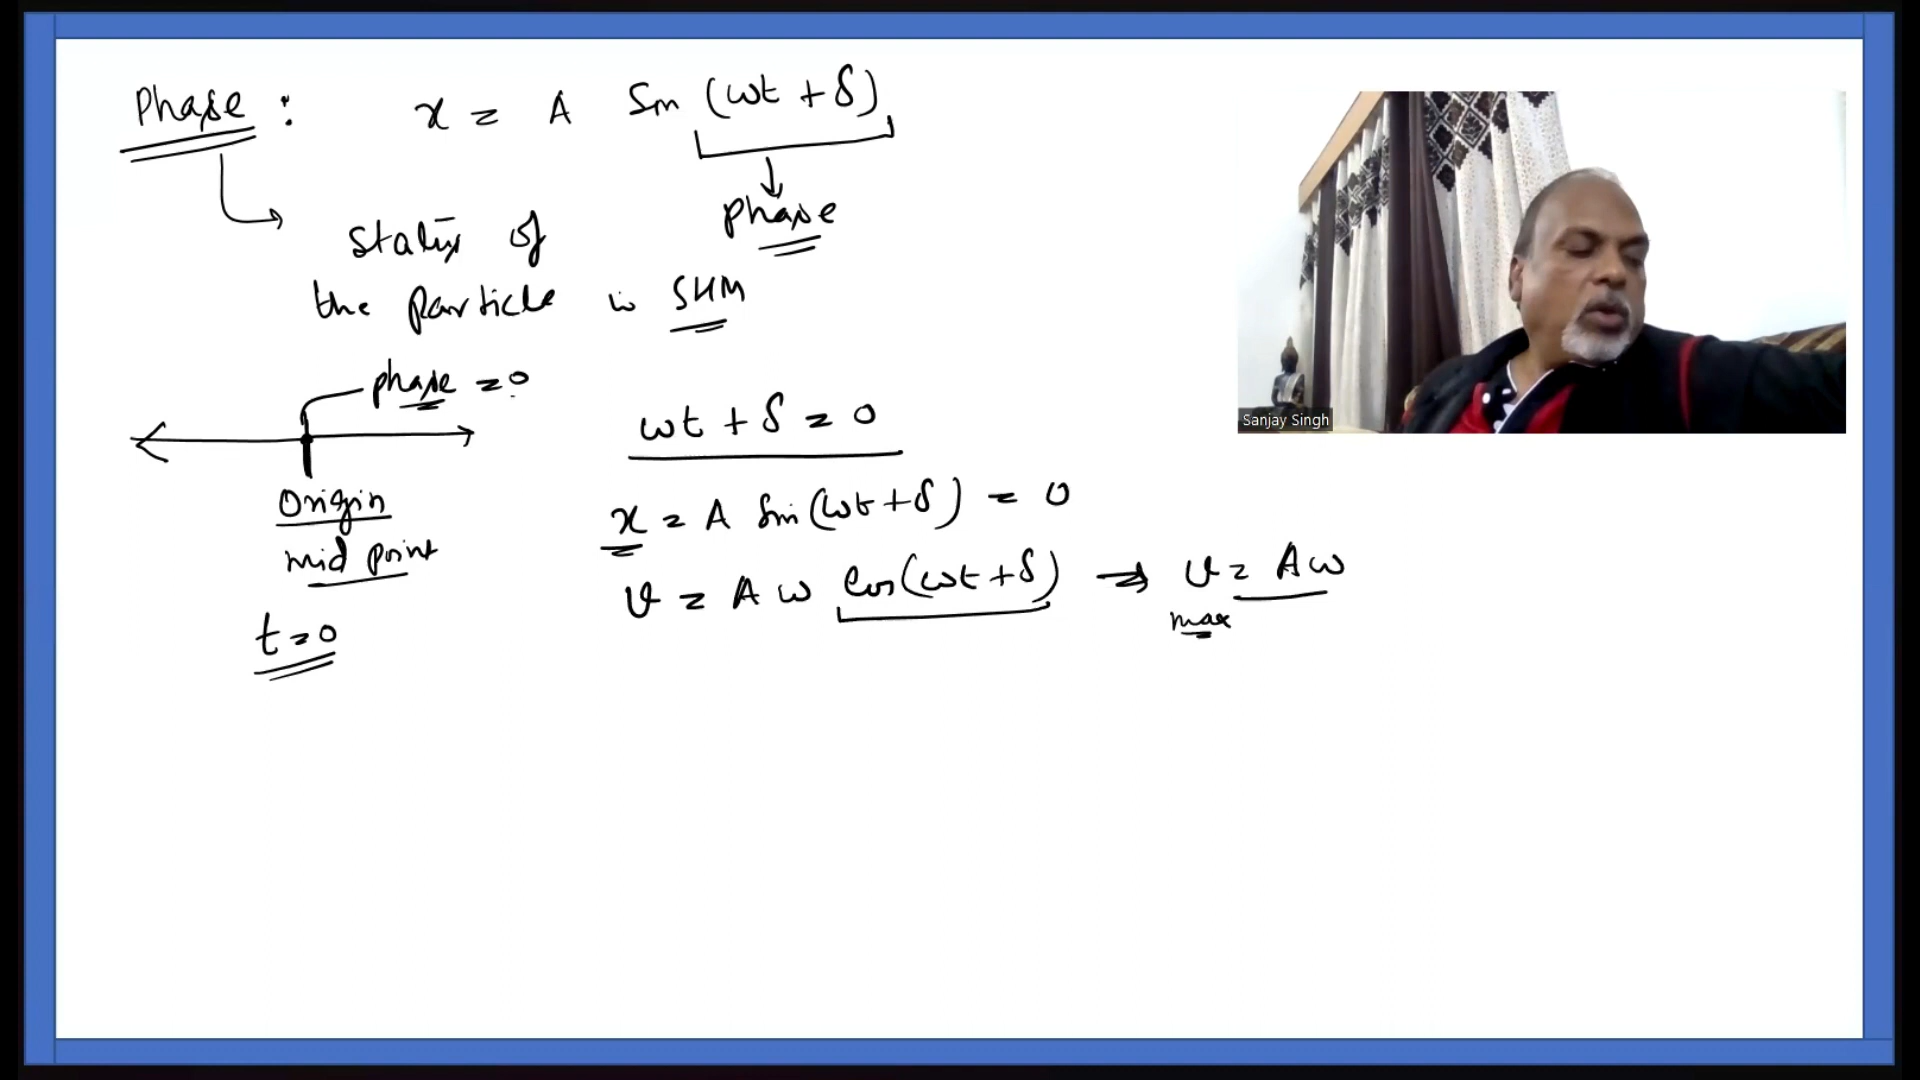 Phase : x = A Sin (ωt + δ)
phase
Status of
the particle in SHM
phase = 0
ωt + δ = 0
Origin
mid point
x = A Sin (ωt + δ) = 0
v = A ω Cos (ωt + δ) → v = A ω
max
t = 0
Sanjay Singh